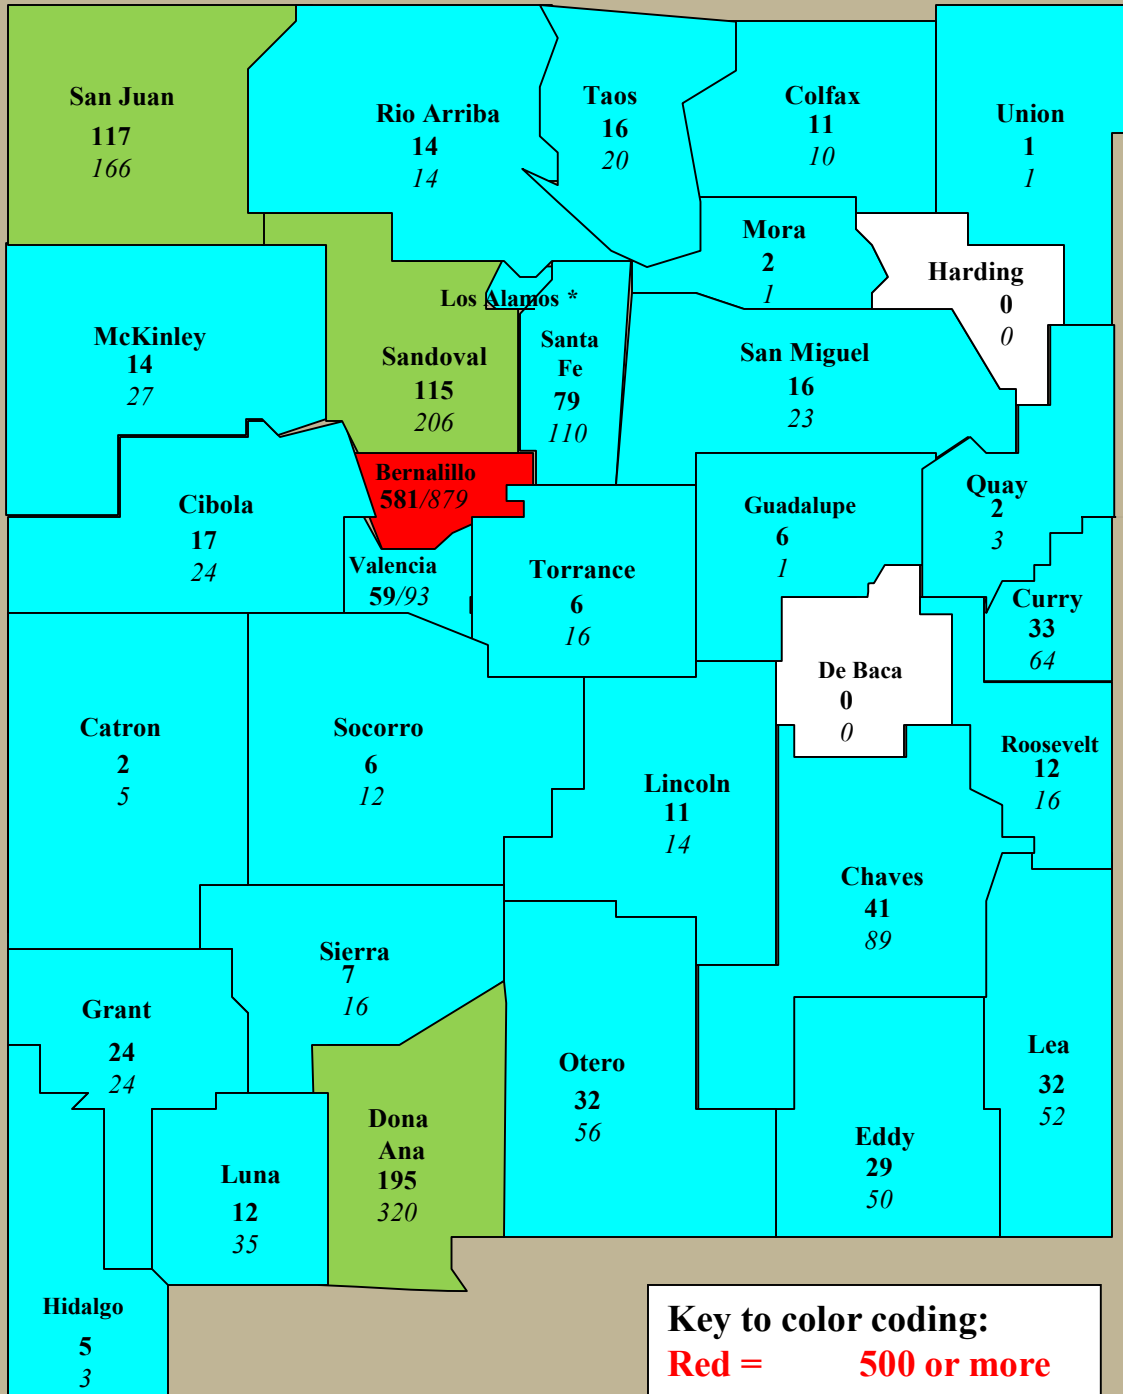 San Juan
117
166
Rio Arriba
14
14
Taos
16
20
Colfax
11
10
Union
1
1
Mora
2
1
Harding
0
0
Los Alamos *
McKinley
14
27
Sandoval
115
206
Santa
Fe
79
110
San Miguel
16
23
Bernalillo
581/879
Cibola
17
24
Valencia
59/93
Torrance
6
16
Guadalupe
6
1
Quay
2
3
Curry
33
64
De Baca
0
0
Catron
2
5
Socorro
6
12
Lincoln
11
14
Roosevelt
12
16
Chaves
41
89
Sierra
7
16
Grant
24
24
Otero
32
56
Lea
32
52
Dona
Ana
195
320
Eddy
29
50
Luna
12
35
Hidalgo
5
3
Key to color coding:
Red = 500 or more